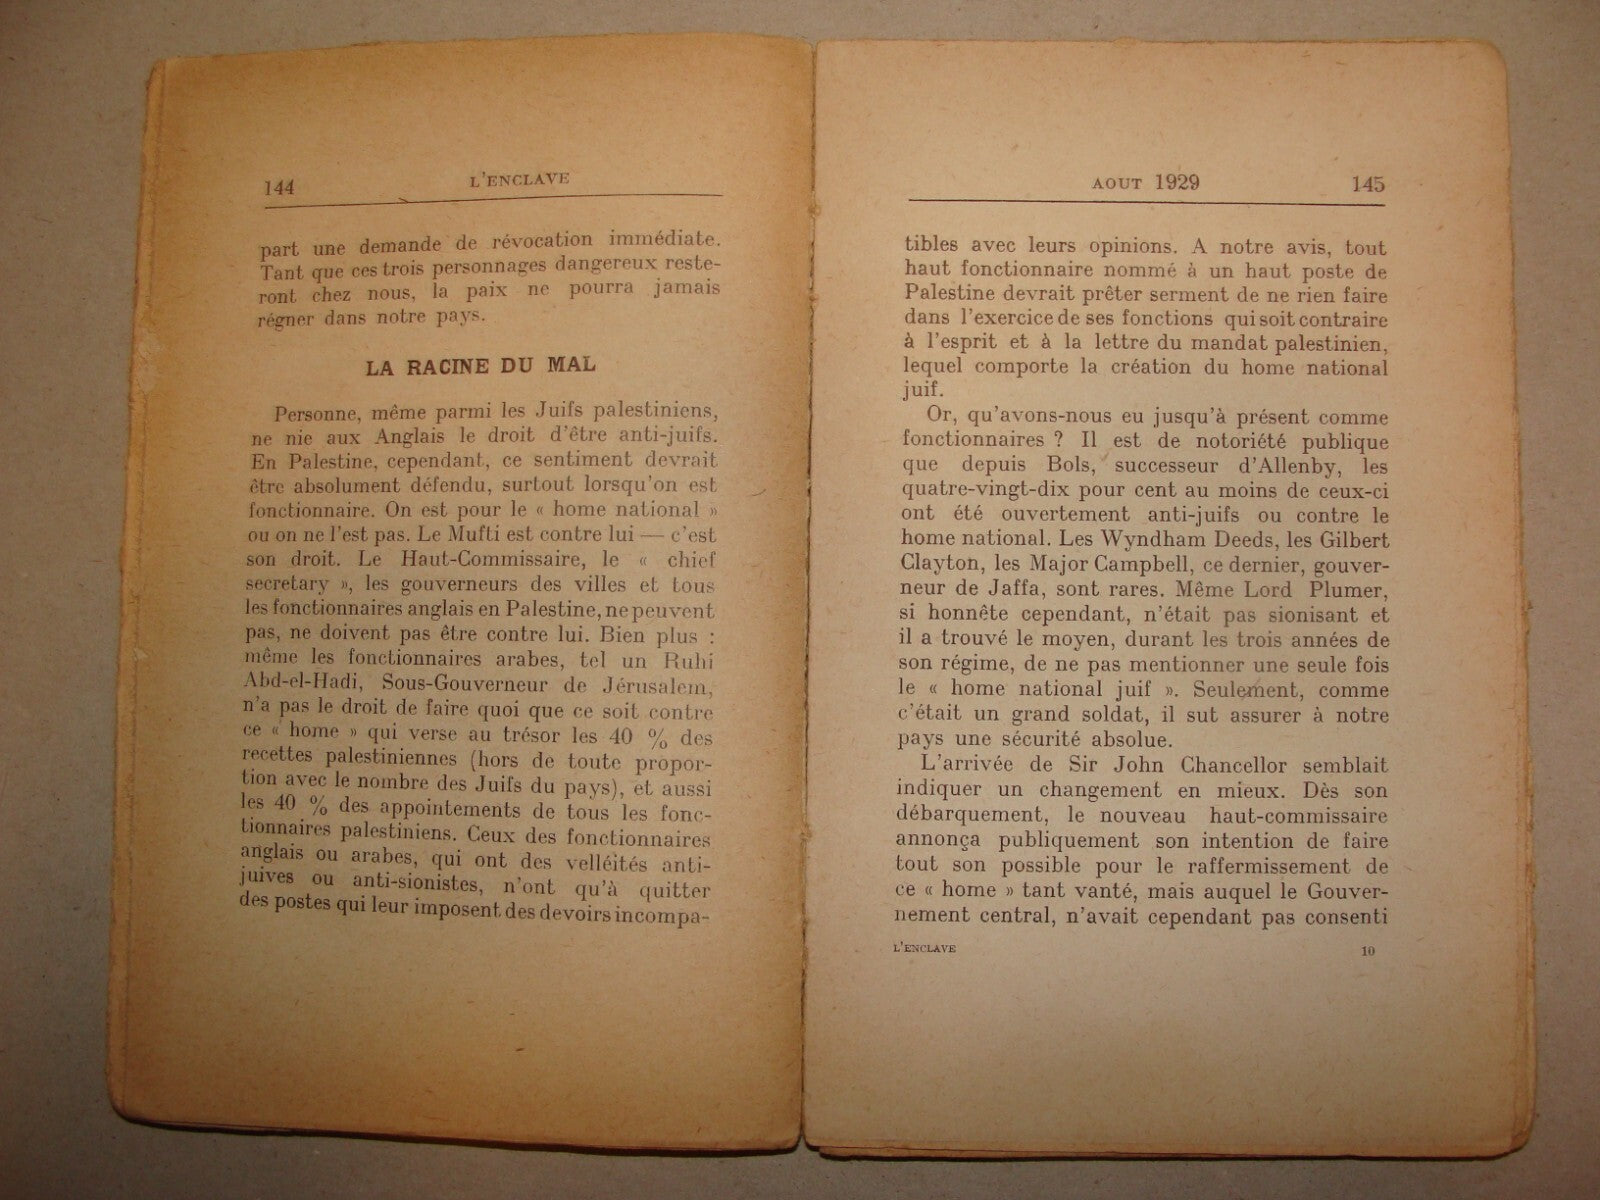 144
L'ENCLAVE
part une demande de révocation immédiate.
Tant que ces trois personnages dangereux reste-
ront chez nous, la paix ne pourra jamais
régner dans notre pays.
LA RACINE DU MAL
Personne, même parmi les Juifs palestiniens,
ne nie aux Anglais le droit d'être anti-juifs.
En Palestine, cependant, ce sentiment devrait
être absolument défendu, surtout lorsqu'on est
fonctionnaire. On est pour le « home national »
ou on ne l'est pas. Le Mufti est contre lui — c'est
son droit. Le Haut-Commissaire, le « chief
secretary », les gouverneurs des villes et tous
les fonctionnaires anglais en Palestine, ne peuvent
pas, ne doivent pas être contre lui. Bien plus :
même les fonctionnaires arabes, tel un Ruhi
Abd-el-Hadi, Sous-Gouverneur de Jérusalem,
n'a pas le droit de faire quoi que ce soit contre
ce « home » qui verse au trésor les 40 % des
recettes palestiniennes (hors de toute propor-
tion avec le nombre des Juifs du pays), et aussi
les 40 % des appointements de tous les fonc-
tionnaires palestiniens. Ceux des fonctionnaires
anglais ou arabes, qui ont des velléités anti-
juives ou anti-sionistes, n'ont qu'à quitter
des postes qui leur imposent des devoirs incompa-
AOUT 1929
145
tibles avec leurs opinions. A notre avis, tout
haut fonctionnaire nommé à un haut poste de
Palestine devrait prêter serment de ne rien faire
dans l'exercice de ses fonctions qui soit contraire
à l'esprit et à la lettre du mandat palestinien,
lequel comporte la création du home national
juif.
Or, qu'avons-nous eu jusqu'à présent comme
fonctionnaires ? Il est de notoriété publique
que depuis Bols, successeur d'Allenby, les
quatre-vingt-dix pour cent au moins de ceux-ci
ont été ouvertement anti-juifs ou contre le
home national. Les Wyndham Deeds, les Gilbert
Clayton, les Major Campbell, ce dernier, gouver-
neur de Jaffa, sont rares. Même Lord Plumer,
si honnête cependant, n'était pas sionisant et
il a trouvé le moyen, durant les trois années de
son régime, de ne pas mentionner une seule fois
le « home national juif ». Seulement, comme
c'était un grand soldat, il sut assurer à notre
pays une sécurité absolue.
L'arrivée de Sir John Chancellor semblait
indiquer un changement en mieux. Dès son
débarquement, le nouveau haut-commissaire
annonça publiquement son intention de faire
tout son possible pour le raffermissement de
ce « home » tant vanté, mais auquel le Gouver-
nement central, n'avait cependant pas consenti
L'ENCLAVE
10